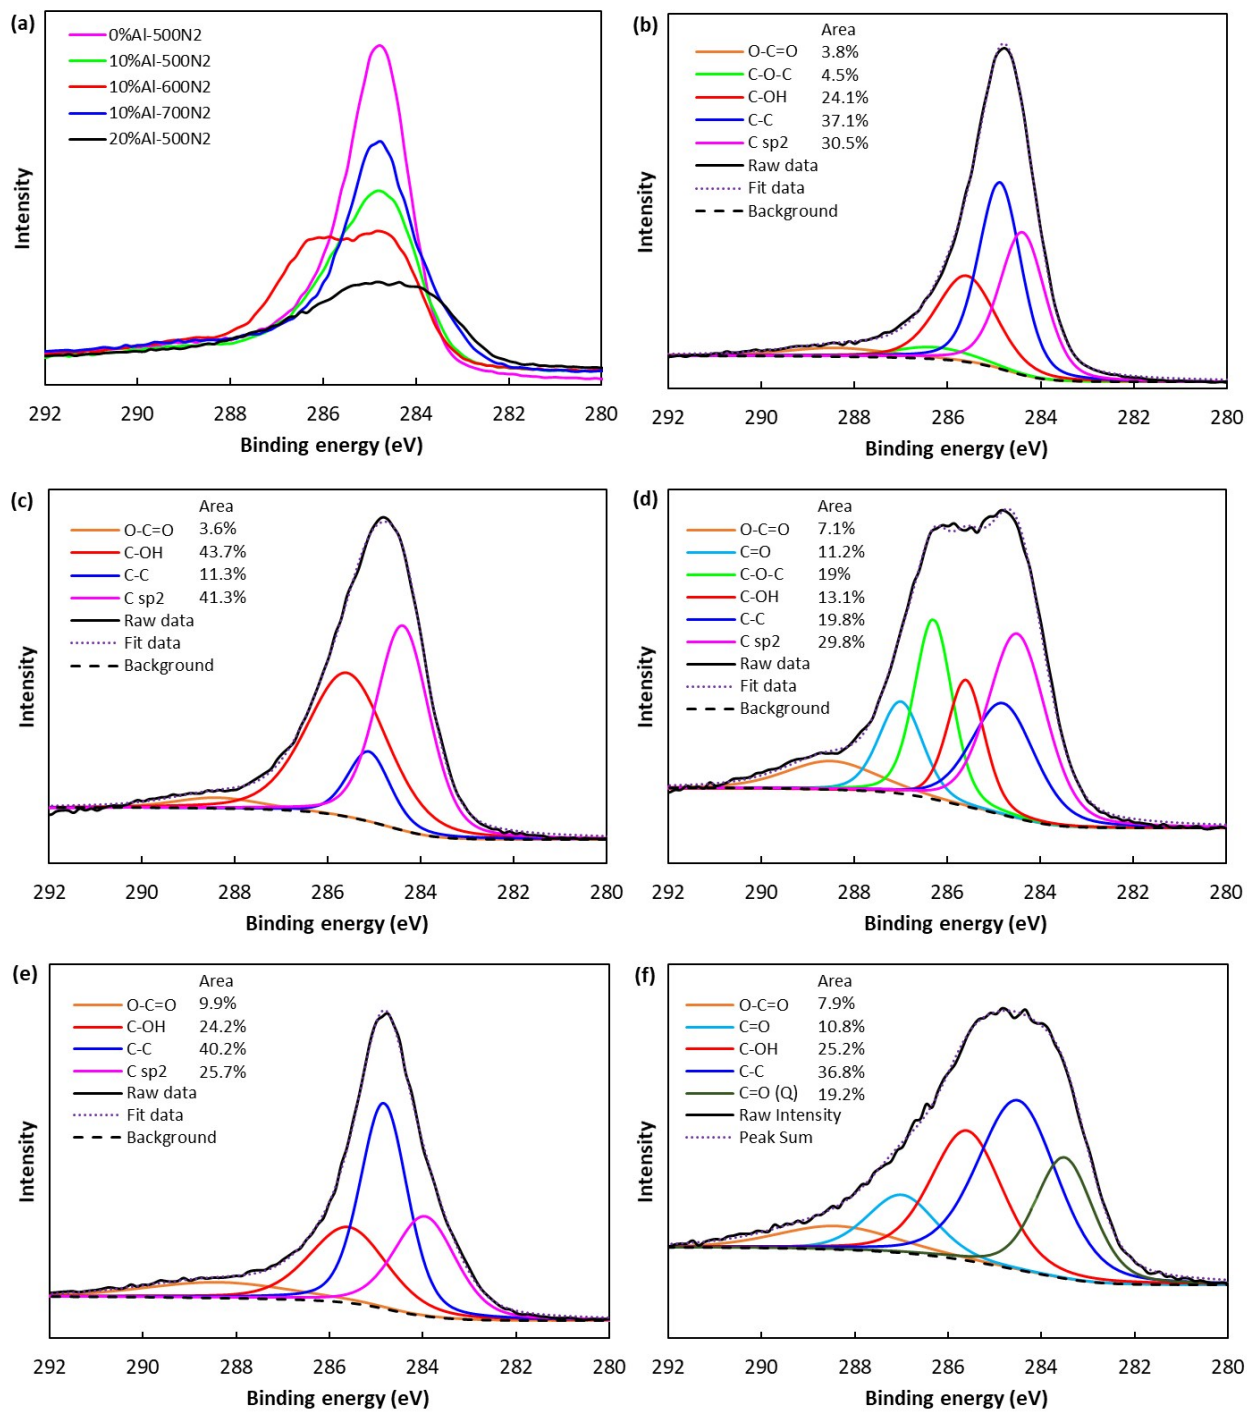 (a)
0%Al-500N2
10%Al-500N2
10%Al-600N2
10%Al-700N2
20%Al-500N2
Intensity
292 290 288 286 284 282 280
Binding energy (eV)
(b)
Area
O-C=O 3.8%
C-O-C 4.5%
C-OH 24.1%
C-C 37.1%
C sp2 30.5%
Raw data
Fit data
Background
Intensity
292 290 288 286 284 282 280
Binding energy (eV)
(c)
Area
O-C=O 3.6%
C-OH 43.7%
C-C 11.3%
C sp2 41.3%
Raw data
Fit data
Background
Intensity
292 290 288 286 284 282 280
Binding energy (eV)
(d)
Area
O-C=O 7.1%
C=O 11.2%
C-O-C 19%
C-OH 13.1%
C-C 19.8%
C sp2 29.8%
Raw data
Fit data
Background
Intensity
292 290 288 286 284 282 280
Binding energy (eV)
(e)
Area
O-C=O 9.9%
C-OH 24.2%
C-C 40.2%
C sp2 25.7%
Raw data
Fit data
Background
Intensity
292 290 288 286 284 282 280
Binding energy (eV)
(f)
Area
O-C=O 7.9%
C=O 10.8%
C-OH 25.2%
C-C 36.8%
C=O (Q) 19.2%
Raw Intensity
Peak Sum
Intensity
292 290 288 286 284 282 280
Binding energy (eV)